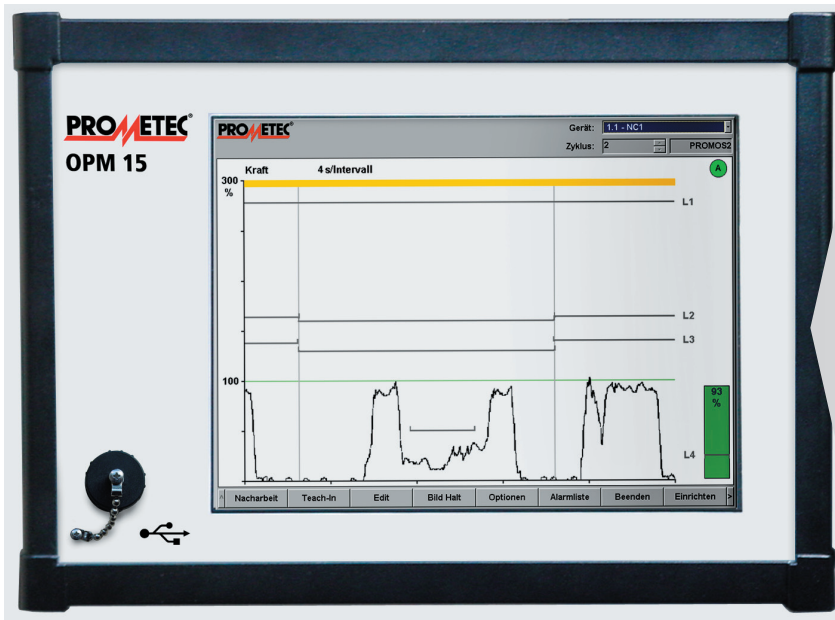 PROMETEC®
OPM 15
PROMETEC®
Gerät: 1.1 - NC1
Zyklus: 2 PROMOS2
A
Kraft 4 s/Intervall
300
%
L1
L2
L3
100
93
%
L4
Nacharbeit Teach-In Edit Bild Halt Optionen Alarmliste Beenden Einrichten >